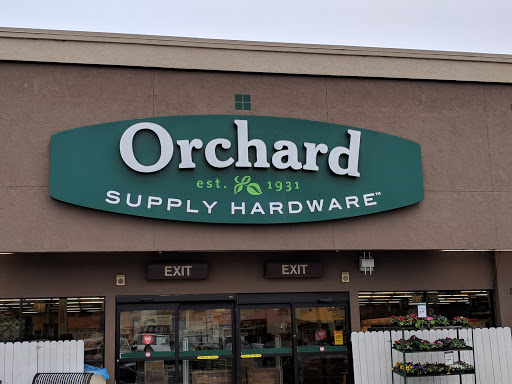 Orchard
est. 1931
SUPPLY HARDWARE™
EXIT EXIT